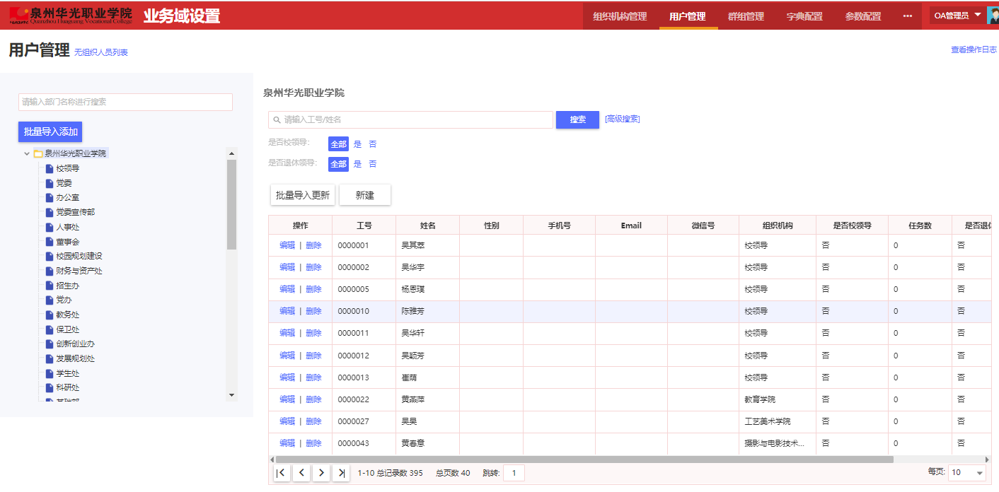 泉州华光职业学院
Quanzhou Huaguang Vocational College
业务域设置
组织机构管理 用户管理 群组管理 字典配置 参数配置 ··· OA管理员
用户管理 无组织人员列表
查看操作日志
请输入部门名称进行搜索
批量导入添加
泉州华光职业学院
校领导
党委
办公室
党委宣传部
人事处
董事会
校园规划建设
财务与资产处
招生办
党办
教务处
保卫处
创新创业办
发展规划处
学生处
科研处
基础部
泉州华光职业学院
请输入工号/姓名 搜索 [高级搜索]
是否校领导: 全部 是 否
是否退休领导: 全部 是 否
批量导入更新 新建
操作 工号 姓名 性别 手机号 Email 微信号 组织机构 是否校领导 任务数 是否退休
编辑 | 删除 0000001 吴其萃 校领导 否 0 否
编辑 | 删除 0000002 吴华宇 校领导 否 0 否
编辑 | 删除 0000005 杨恩璞 校领导 否 0 否
编辑 | 删除 0000010 陈雅芳 校领导 否 0 否
编辑 | 删除 0000011 吴华轩 校领导 否 0 否
编辑 | 删除 0000012 吴颖芳 校领导 否 0 否
编辑 | 删除 0000013 崔荫 校领导 否 0 否
编辑 | 删除 0000022 黄燕萍 教育学院 否 0 否
编辑 | 删除 0000027 吴昊 工艺美术学院 否 0 否
编辑 | 删除 0000043 黄春意 摄影与电影技术... 否 0 否
1-10 总记录数 395 总页数 40 跳转: 1 每页: 10